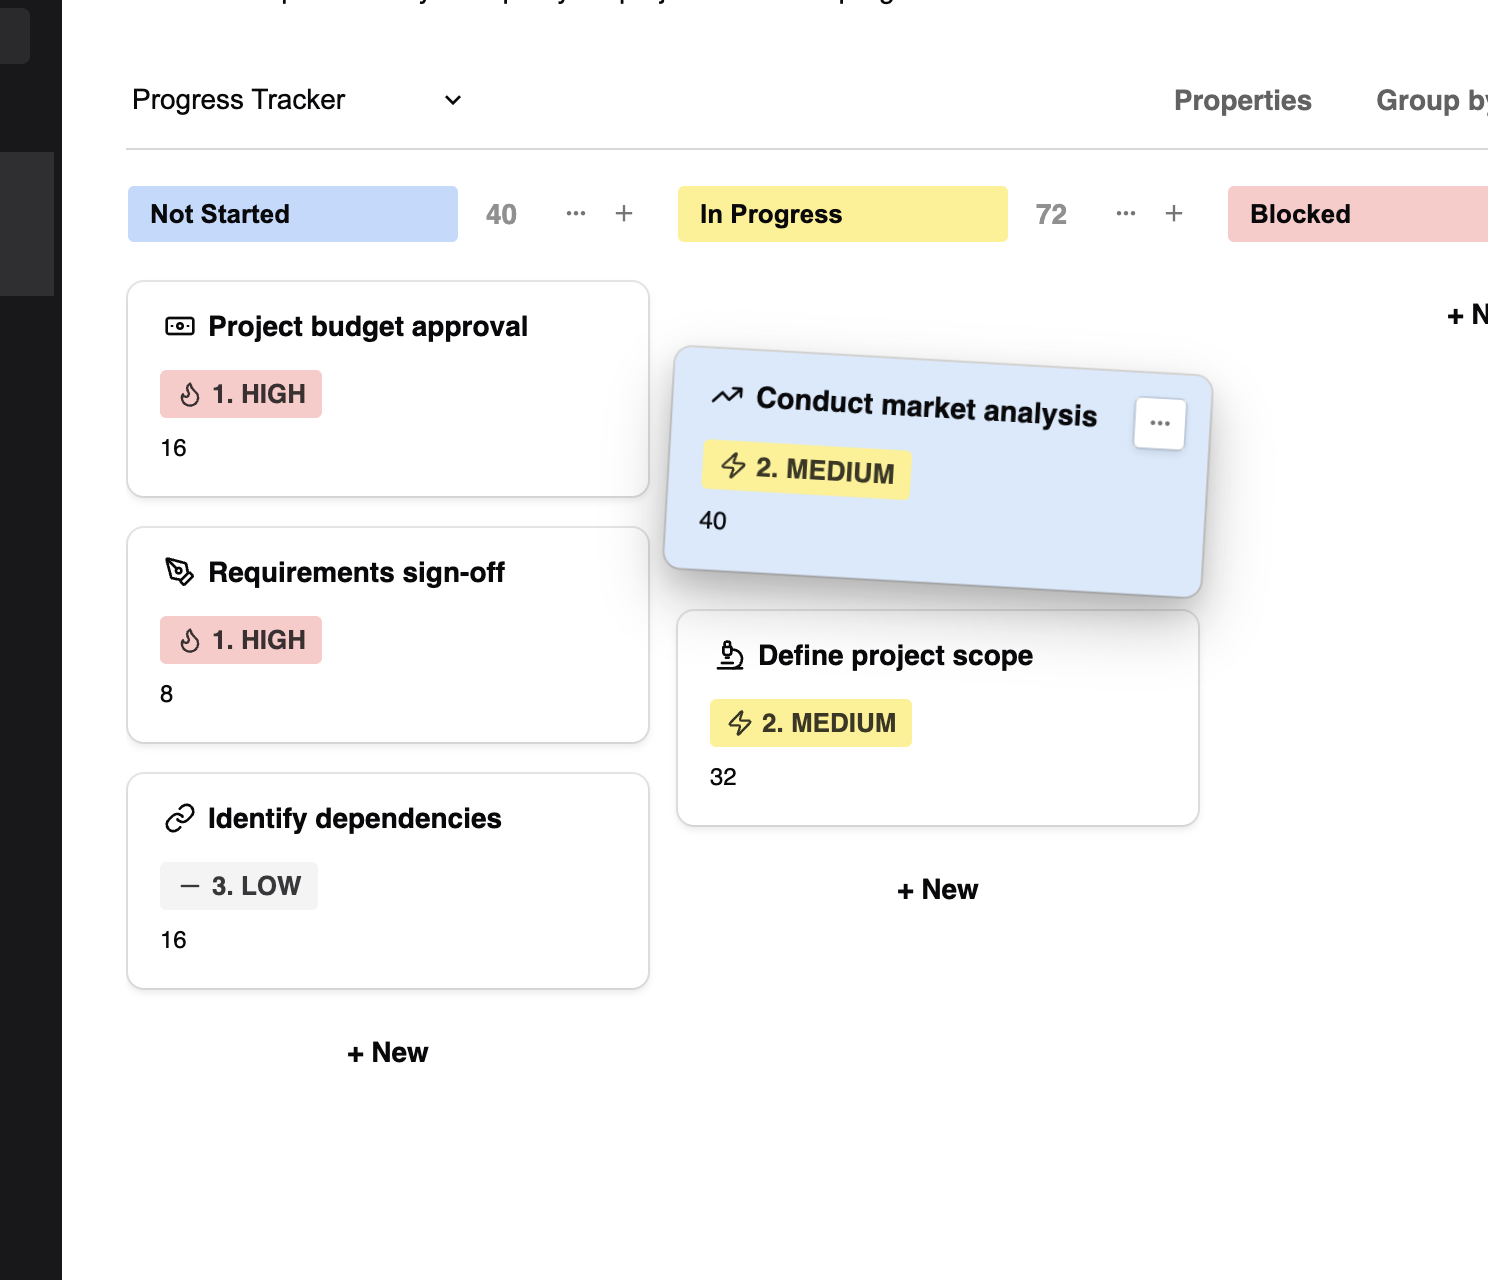 Progress Tracker
Properties
Group by
Not Started
40
In Progress
72
Blocked
Project budget approval
1. HIGH
16
Requirements sign-off
1. HIGH
8
Identify dependencies
3. LOW
16
+ New
Conduct market analysis
2. MEDIUM
40
Define project scope
2. MEDIUM
32
+ New
+ N